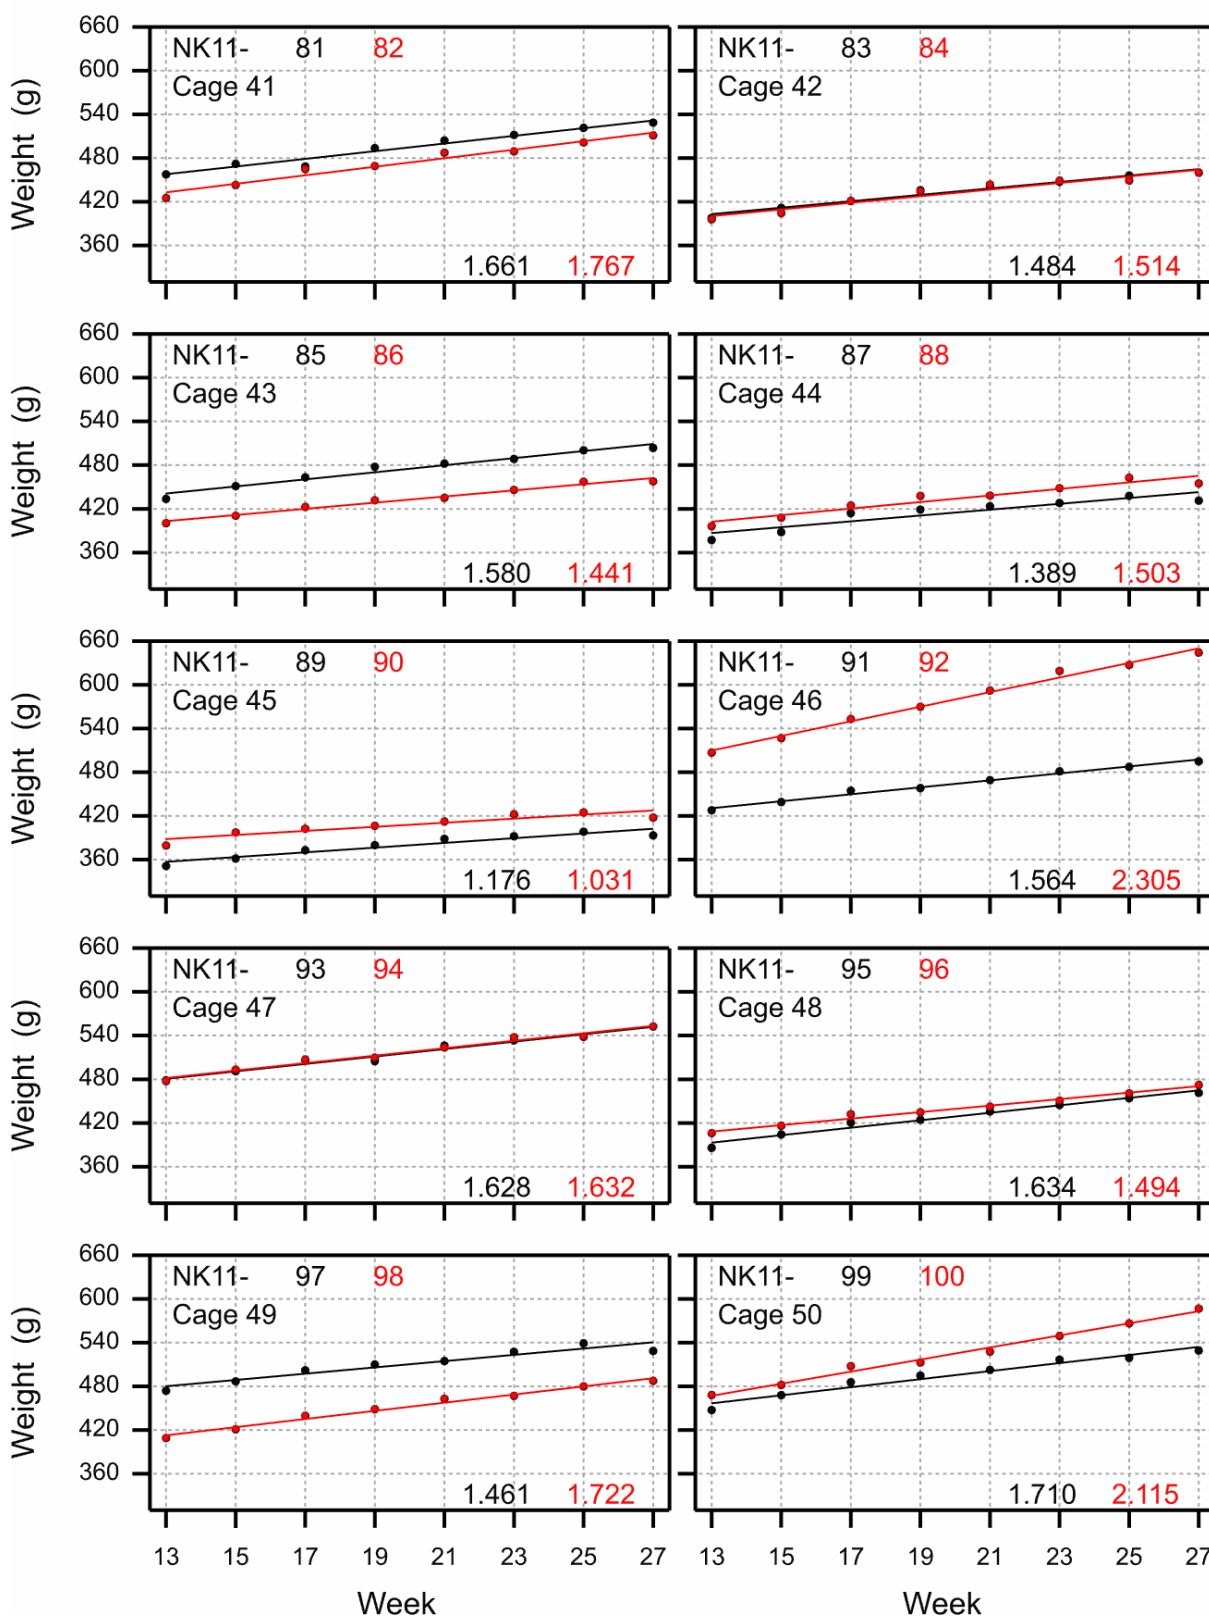 660 NK11- 81 82 NK11- 83 84
600 Cage 41 Cage 42
540
480
420
360
Weight (g)
1.661 1.767 1.484 1.514
660 NK11- 85 86 NK11- 87 88
600 Cage 43 Cage 44
540
480
420
360
Weight (g)
1.580 1.441 1.389 1.503
660 NK11- 89 90 NK11- 91 92
600 Cage 45 Cage 46
540
480
420
360
Weight (g)
1.176 1.031 1.564 2.305
660 NK11- 93 94 NK11- 95 96
600 Cage 47 Cage 48
540
480
420
360
Weight (g)
1.628 1.632 1.634 1.494
660 NK11- 97 98 NK11- 99 100
600 Cage 49 Cage 50
540
480
420
360
Weight (g)
1.461 1.722 1.710 2.115
13 15 17 19 21 23 25 27 13 15 17 19 21 23 25 27
Week Week